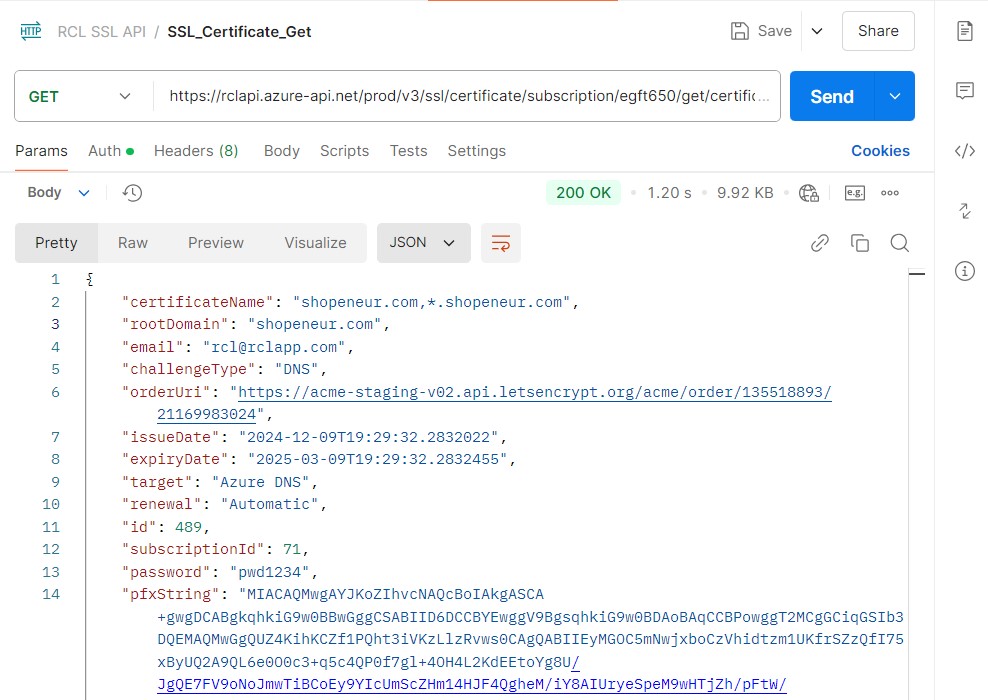 HTTP RCL SSL API / SSL_Certificate_Get Save Share
GET https://rclapi.azure-api.net/prod/v3/ssl/certificate/subscription/egft650/get/certific... Send
Params Auth Headers (8) Body Scripts Tests Settings Cookies
Body 200 OK 1.20 s 9.92 KB e.g.
Pretty Raw Preview Visualize JSON
1 {
2 "certificateName": "shopeneur.com,*.shopeneur.com",
3 "rootDomain": "shopeneur.com",
4 "email": "rcl@rclapp.com",
5 "challengeType": "DNS",
6 "orderUri": "https://acme-staging-v02.api.letsencrypt.org/acme/order/135518893/
21169983024",
7 "issueDate": "2024-12-09T19:29:32.2832022",
8 "expiryDate": "2025-03-09T19:29:32.2832455",
9 "target": "Azure DNS",
10 "renewal": "Automatic",
11 "id": 489,
12 "subscriptionId": 71,
13 "password": "pwd1234",
14 "pfxString": "MIACAQMwgAYJKoZIhvcNAQcBoIAkgASCA
+gwgDCABgkqhkiG9w0BBwGggCSABIID6DCCBYEwggV9BgsqhkiG9w0BDAoBAqCCBPowggT2MCgGCiqGSIb3
DQEMAQMwGgQUZ4KihKCZf1PQht3iVKzLlzRvws0CAgQABIIEyMGOC5mNwjxboCzVhidtzm1UKfrSZzQfI75
xByUQ2A9QL6e0O0c3+q5c4QP0f7gl+4OH4L2KdEEtoYg8U/
JgQE7FV9oNoJmwTiBCoEy9YIcUmScZHm14HJF4QgheM/iY8AIUryeSpeM9wHTjZh/pFtW/